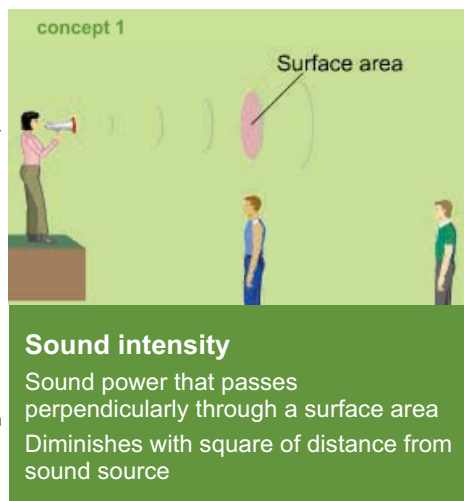 concept 1
Surface area
Sound intensity
Sound power that passes
perpendicularly through a surface area
Diminishes with square of distance from
sound source